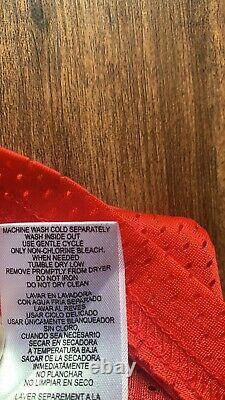 MACHINE WASH COLD SEPARATELY
WASH INSIDE OUT
USE GENTLE CYCLE
ONLY NON-CHLORINE BLEACH.
WHEN NEEDED
TUMBLE DRY LOW
REMOVE PROMPTLY FROM DRYER
DO NOT IRON
DO NOT DRY CLEAN
LAVAR EN LAVADORA
CON AGUA FRIA SEPARADO
LAVAR AL REVES
USAR CICLO DELICADO
USAR ÚNICAMENTE BLANQUEADOR
SIN CLORO,
CUANDO SEA NECESARIO
SECAR EN SECADORA
A TEMPERATURA BAJA
SACAR DE LA SECADORA
INMEDIATAMENTE
NO PLANCHAR
NO LIMPIAR EN SECO
LAVER SEPAREMENT A LA